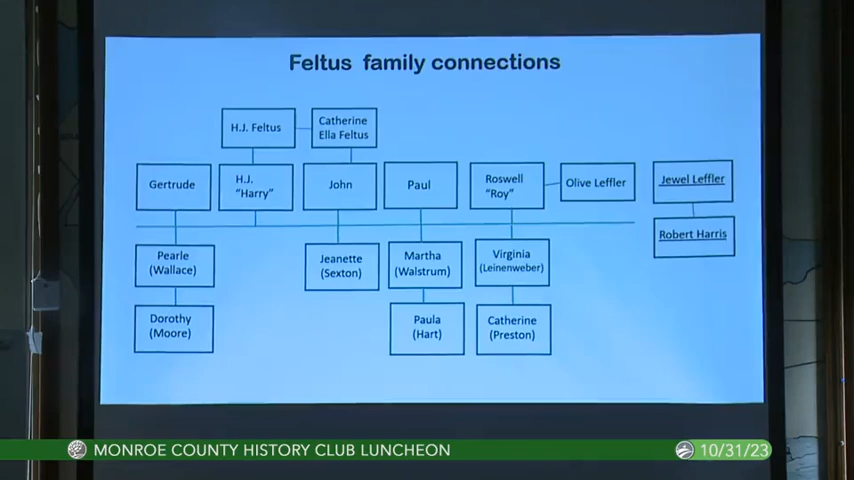 Feltus family connections
H.J. Feltus
Catherine
Ella Feltus
Gertrude
H.J.
"Harry"
John
Paul
Roswell
"Roy"
Olive Leffler
Jewel Leffler
Robert Harris
Pearle
(Wallace)
Jeanette
(Sexton)
Martha
(Walstrum)
Virginia
(Leinenweber)
Dorothy
(Moore)
Paula
(Hart)
Catherine
(Preston)
MONROE COUNTY HISTORY CLUB LUNCHEON
10/31/23